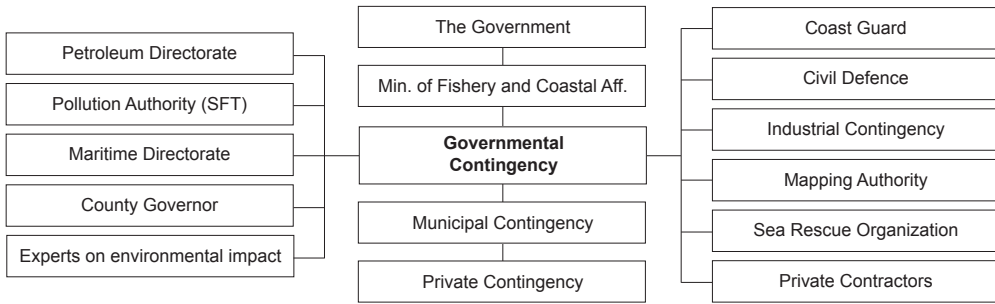 Petroleum Directorate
Pollution Authority (SFT)
Maritime Directorate
County Governor
Experts on environmental impact
The Government
Min. of Fishery and Coastal Aff.
Governmental
Contingency
Municipal Contingency
Private Contingency
Coast Guard
Civil Defence
Industrial Contingency
Mapping Authority
Sea Rescue Organization
Private Contractors